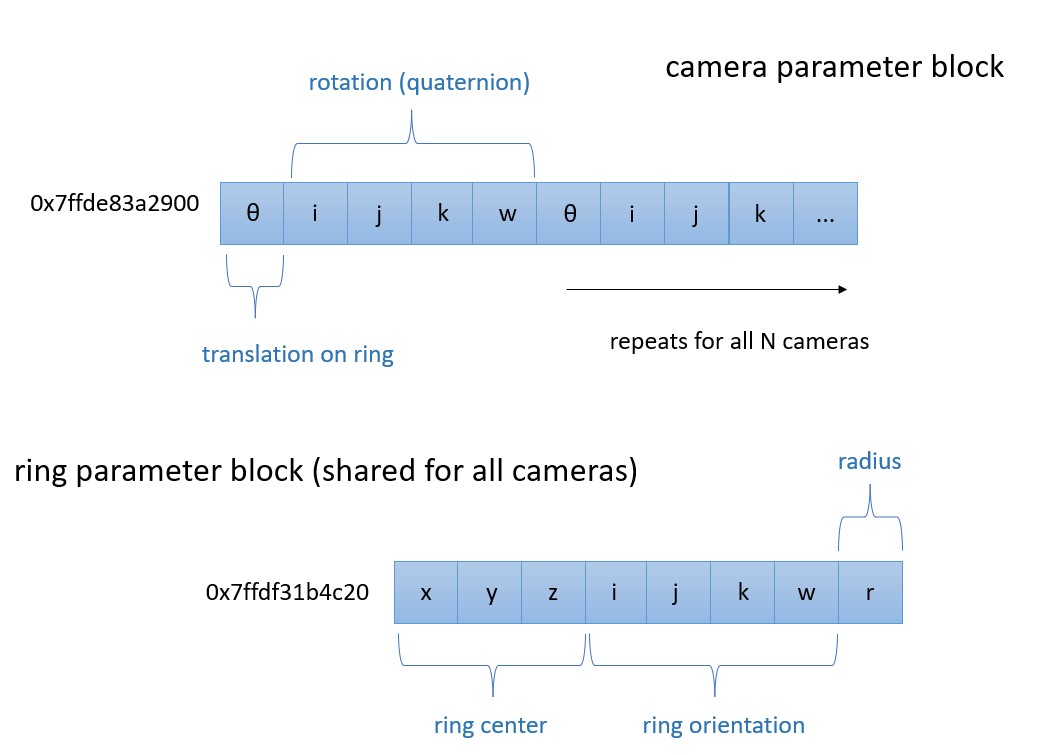 camera parameter block
rotation (quaternion)
0x7ffde83a2900
θ i j k w θ i j k ...
translation on ring
repeats for all N cameras
ring parameter block (shared for all cameras)
radius
0x7ffdf31b4c20
x y z i j k w r
ring center
ring orientation